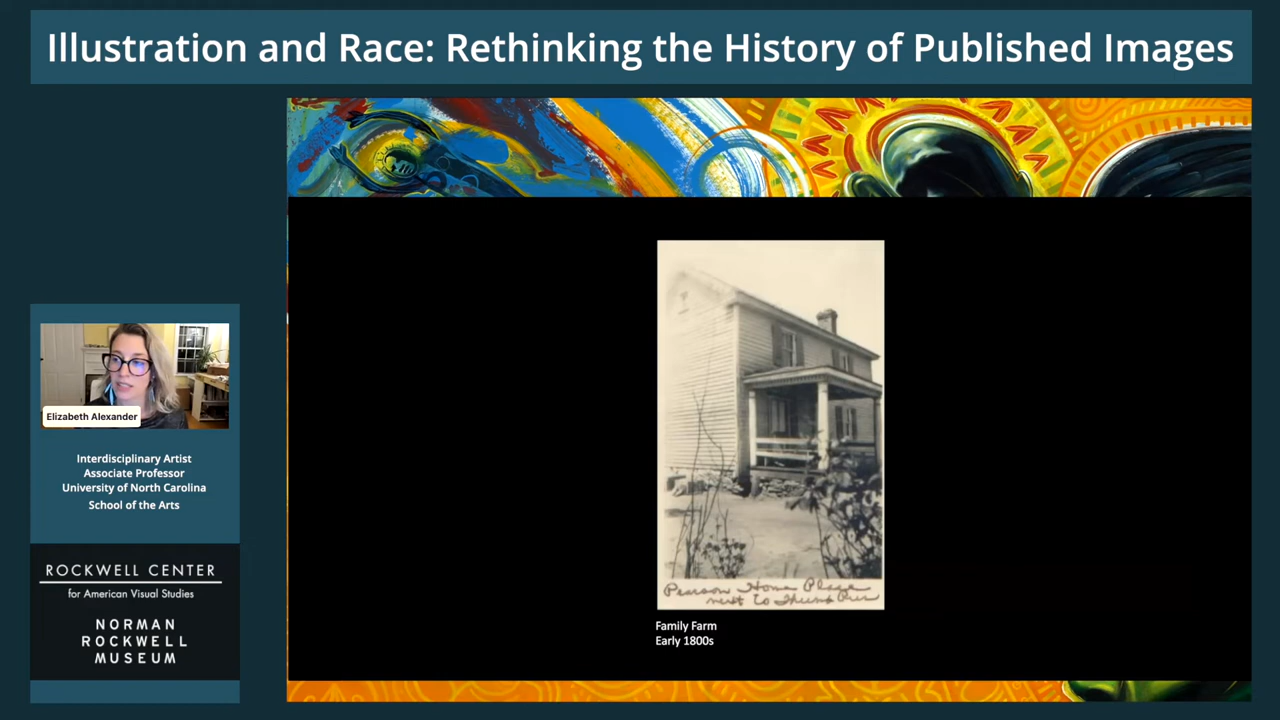 Illustration and Race: Rethinking the History of Published Images
Elizabeth Alexander
Interdisciplinary Artist
Associate Professor
University of North Carolina
School of the Arts
ROCKWELL CENTER
for American Visual Studies
NORMAN
ROCKWELL
MUSEUM
Pearson Home Place
next to
Family Farm
Early 1800s